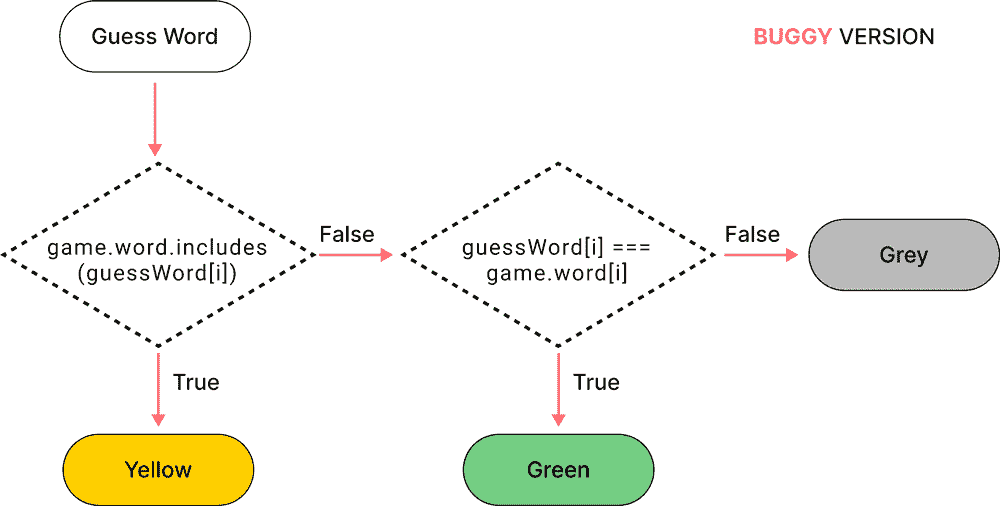 Guess Word
BUGGY VERSION
game.word.includes
(guessWord[i])
False
guessWord[i] ===
game.word[i]
False
Grey
True
True
Yellow
Green